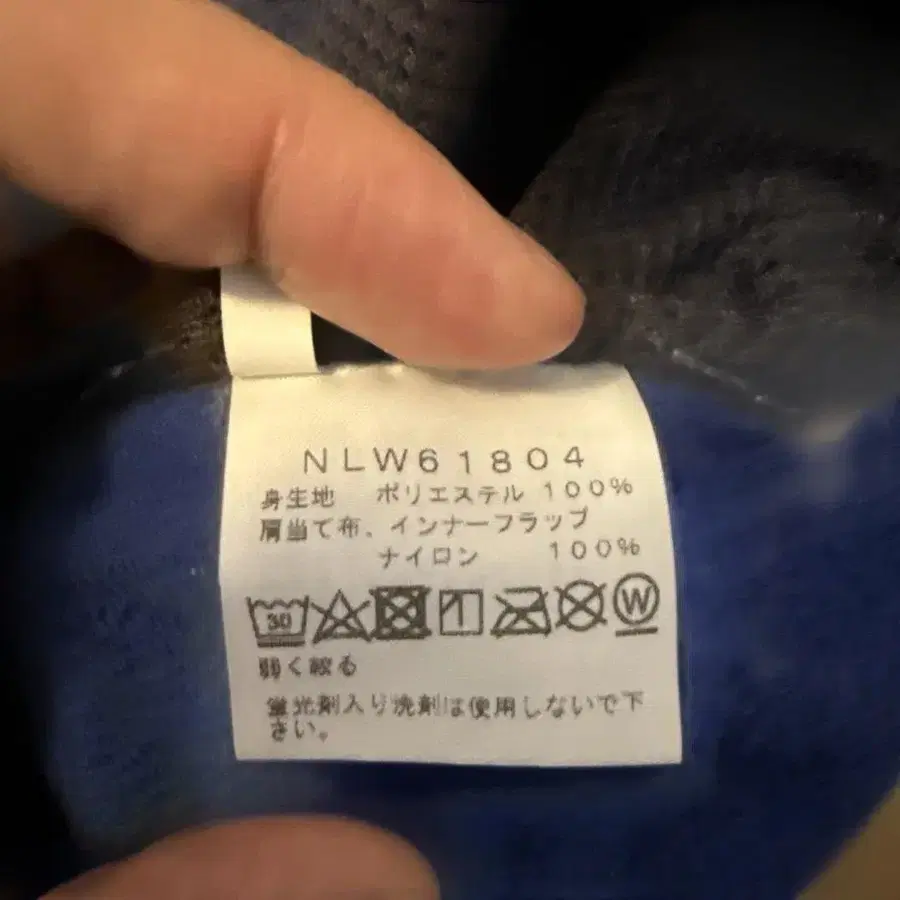 NLW61804
身生地 ポリエステル 100%
肩当て布、インナーフラップ
ナイロン 100%
30 W
弱く絞る
蛍光剤入り洗剤は使用しないで下
さい。